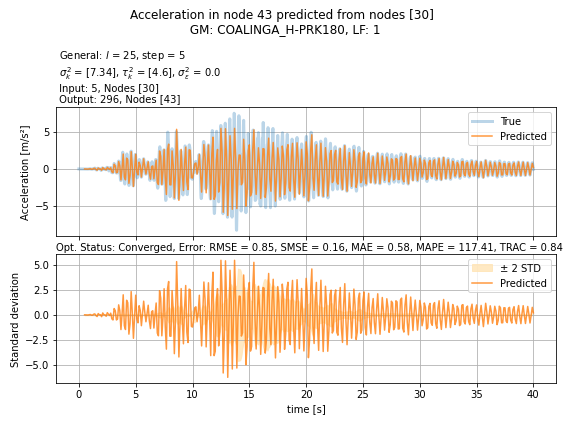 Acceleration in node 43 predicted from nodes [30]
GM: COALINGA_H-PRK180, LF: 1
General: l = 25, step = 5
σ²ₖ = [7.34], τ²ₖ = [4.6], σ²ε = 0.0
Input: 5, Nodes [30]
Output: 296, Nodes [43]
Acceleration [m/s²]
5
0
−5
True
Predicted
Opt. Status: Converged, Error: RMSE = 0.85, SMSE = 0.16, MAE = 0.58, MAPE = 117.41, TRAC = 0.84
Standard deviation
5.0
2.5
0.0
−2.5
−5.0
± 2 STD
Predicted
0 5 10 15 20 25 30 35 40
time [s]